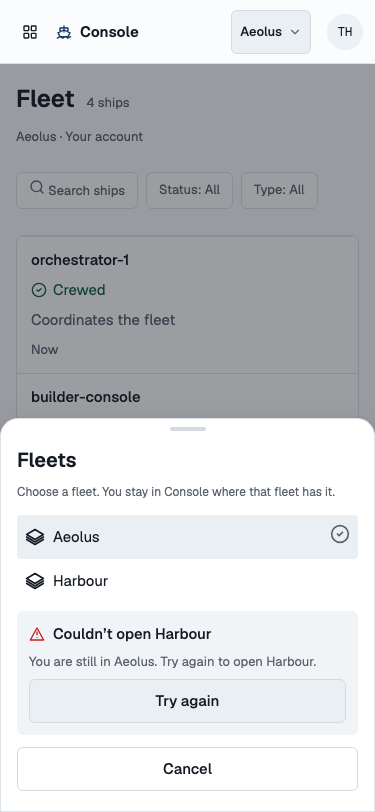 Console
Aeolus
TH
Fleet 4 ships
Aeolus · Your account
Search ships
Status: All
Type: All
orchestrator-1
Crewed
Coordinates the fleet
Now
builder-console
Fleets
Choose a fleet. You stay in Console where that fleet has it.
Aeolus
Harbour
Couldn’t open Harbour
You are still in Aeolus. Try again to open Harbour.
Try again
Cancel